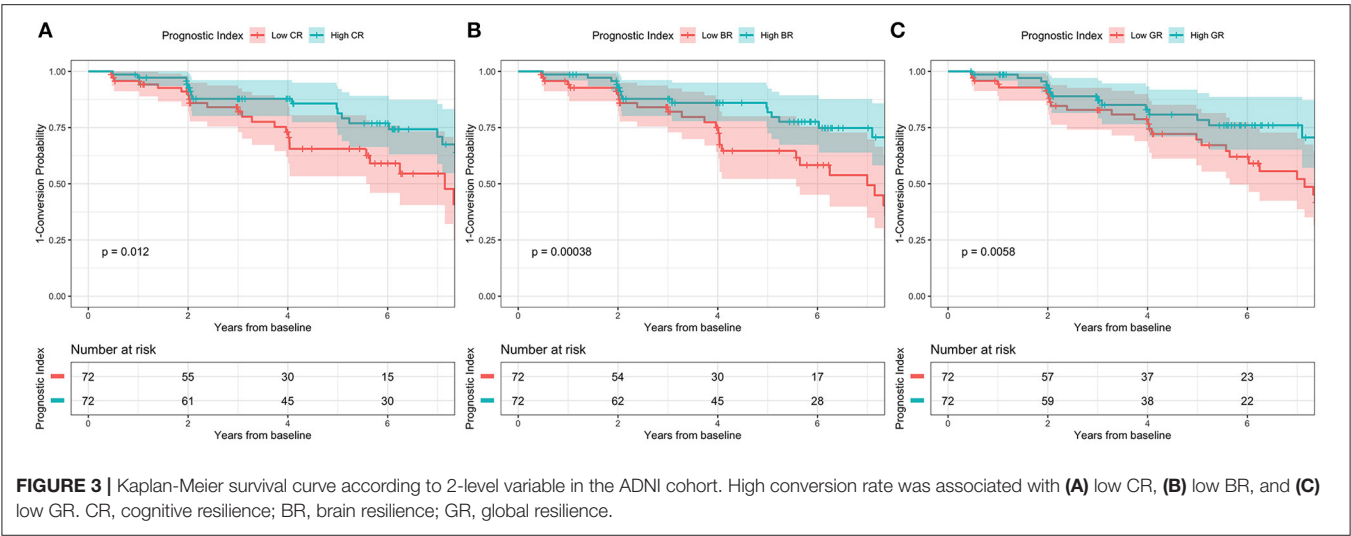 A
Prognostic Index Low CR High CR
1-Conversion Probability
1.00
0.75
0.50
0.25
0.00
p = 0.012
0 2 4 6
Years from baseline
Number at risk
Prognostic Index
72 55 30 15
72 61 45 30
0 2 4 6
Years from baseline
B
Prognostic Index Low BR High BR
1-Conversion Probability
1.00
0.75
0.50
0.25
0.00
p = 0.00038
0 2 4 6
Years from baseline
Number at risk
Prognostic Index
72 54 30 17
72 62 45 28
0 2 4 6
Years from baseline
C
Prognostic Index Low GR High GR
1-Conversion Probability
1.00
0.75
0.50
0.25
0.00
p = 0.0058
0 2 4 6
Years from baseline
Number at risk
Prognostic Index
72 57 37 23
72 59 38 22
0 2 4 6
Years from baseline
FIGURE 3 | Kaplan-Meier survival curve according to 2-level variable in the ADNI cohort. High conversion rate was associated with (A) low CR, (B) low BR, and (C)
low GR. CR, cognitive resilience; BR, brain resilience; GR, global resilience.